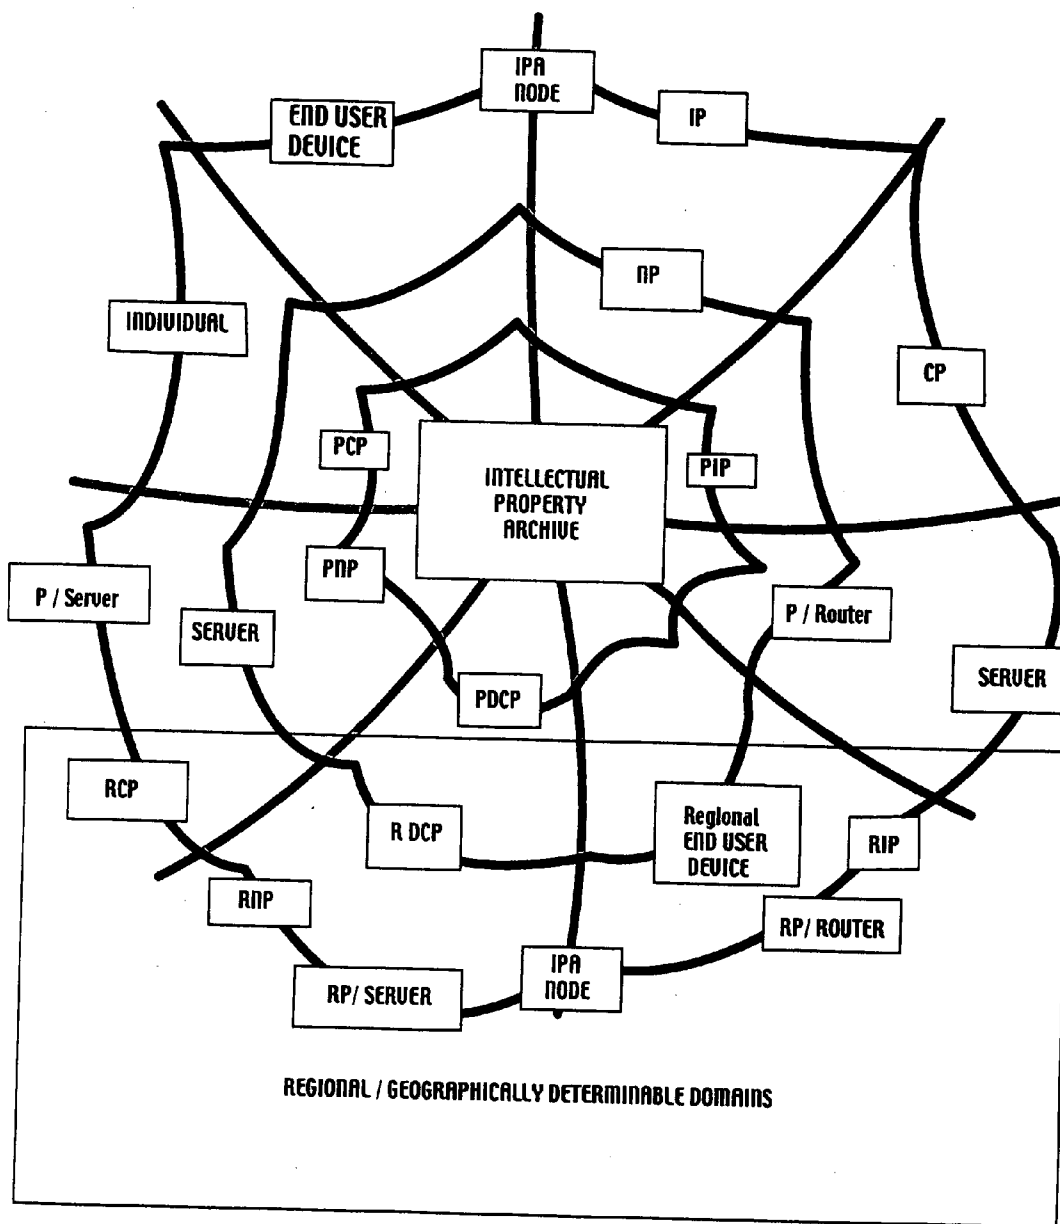 IPA
NODE
END USER
DEVICE
IP
NP
INDIVIDUAL
CP
PCP
PIP
INTELLECTUAL
PROPERTY
ARCHIVE
PNP
P / Server
P / Router
SERVER
SERVER
PDCP
RCP
R DCP
Regional
END USER
DEVICE
RIP
RNP
RP/ ROUTER
IPA
NODE
RP/ SERVER
REGIONAL / GEOGRAPHICALLY DETERMINABLE DOMAINS